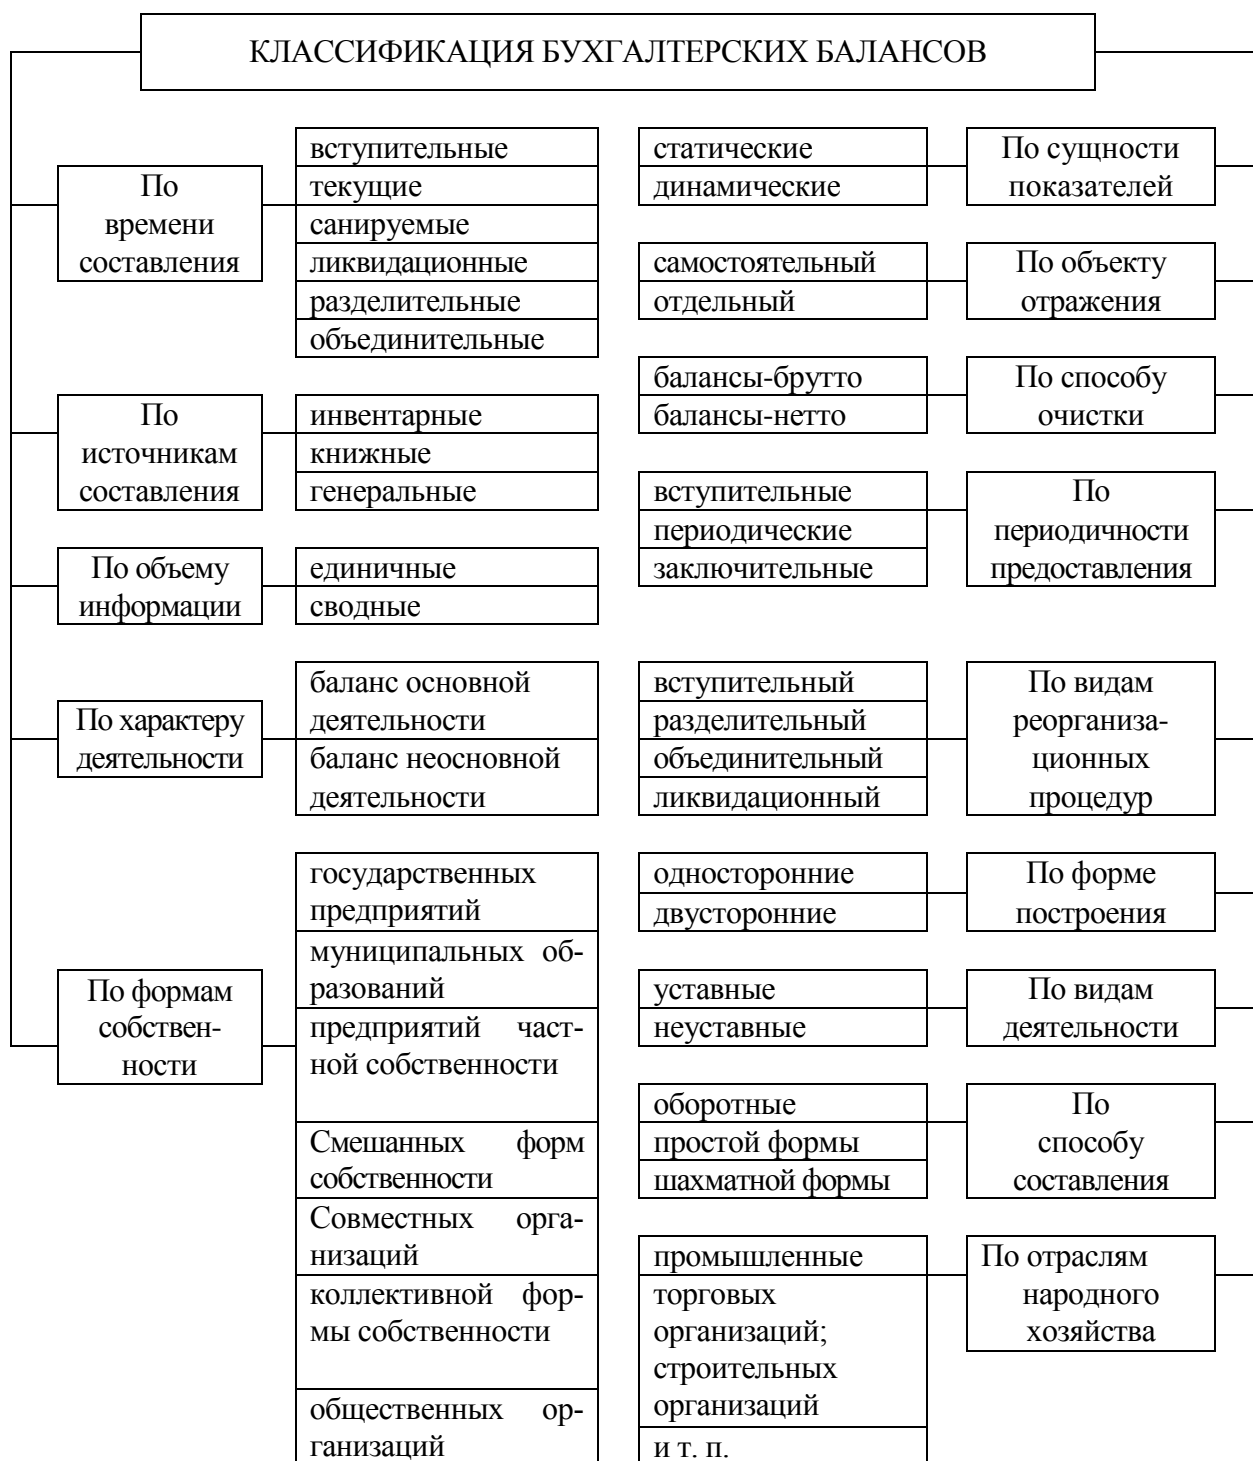 КЛАССИФИКАЦИЯ БУХГАЛТЕРСКИХ БАЛАНСОВ
По
времени
составления
вступительные
текущие
санируемые
ликвидационные
разделительные
объединительные
По
источникам
составления
инвентарные
книжные
генеральные
По объему
информации
единичные
сводные
По характеру
деятельности
баланс основной
деятельности
баланс неосновной
деятельности
По формам
собствен-
ности
государственных
предприятий
муниципальных об-
разований
предприятий част-
ной собственности
Смешанных форм
собственности
Совместных орга-
низаций
коллективной фор-
мы собственности
общественных ор-
ганизаций
статические
динамические
По сущности
показателей
самостоятельный
отдельный
По объекту
отражения
балансы-брутто
балансы-нетто
По способу
очистки
вступительные
периодические
заключительные
По
периодичности
предоставления
вступительный
разделительный
объединительный
ликвидационный
По видам
реорганиза-
ционных
процедур
односторонние
двусторонние
По форме
построения
уставные
неуставные
По видам
деятельности
оборотные
простой формы
шахматной формы
По
способу
составления
промышленные
торговых
организаций;
строительных
организаций
и т. п.
По отраслям
народного
хозяйства